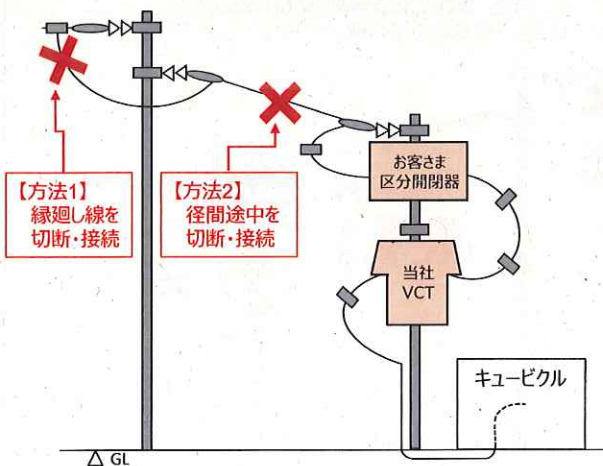 【方法1】
縁廻し線を
切断・接続
【方法2】
径間途中を
切断・接続
お客さま
区分開閉器
当社
VCT
キュービクル
GL